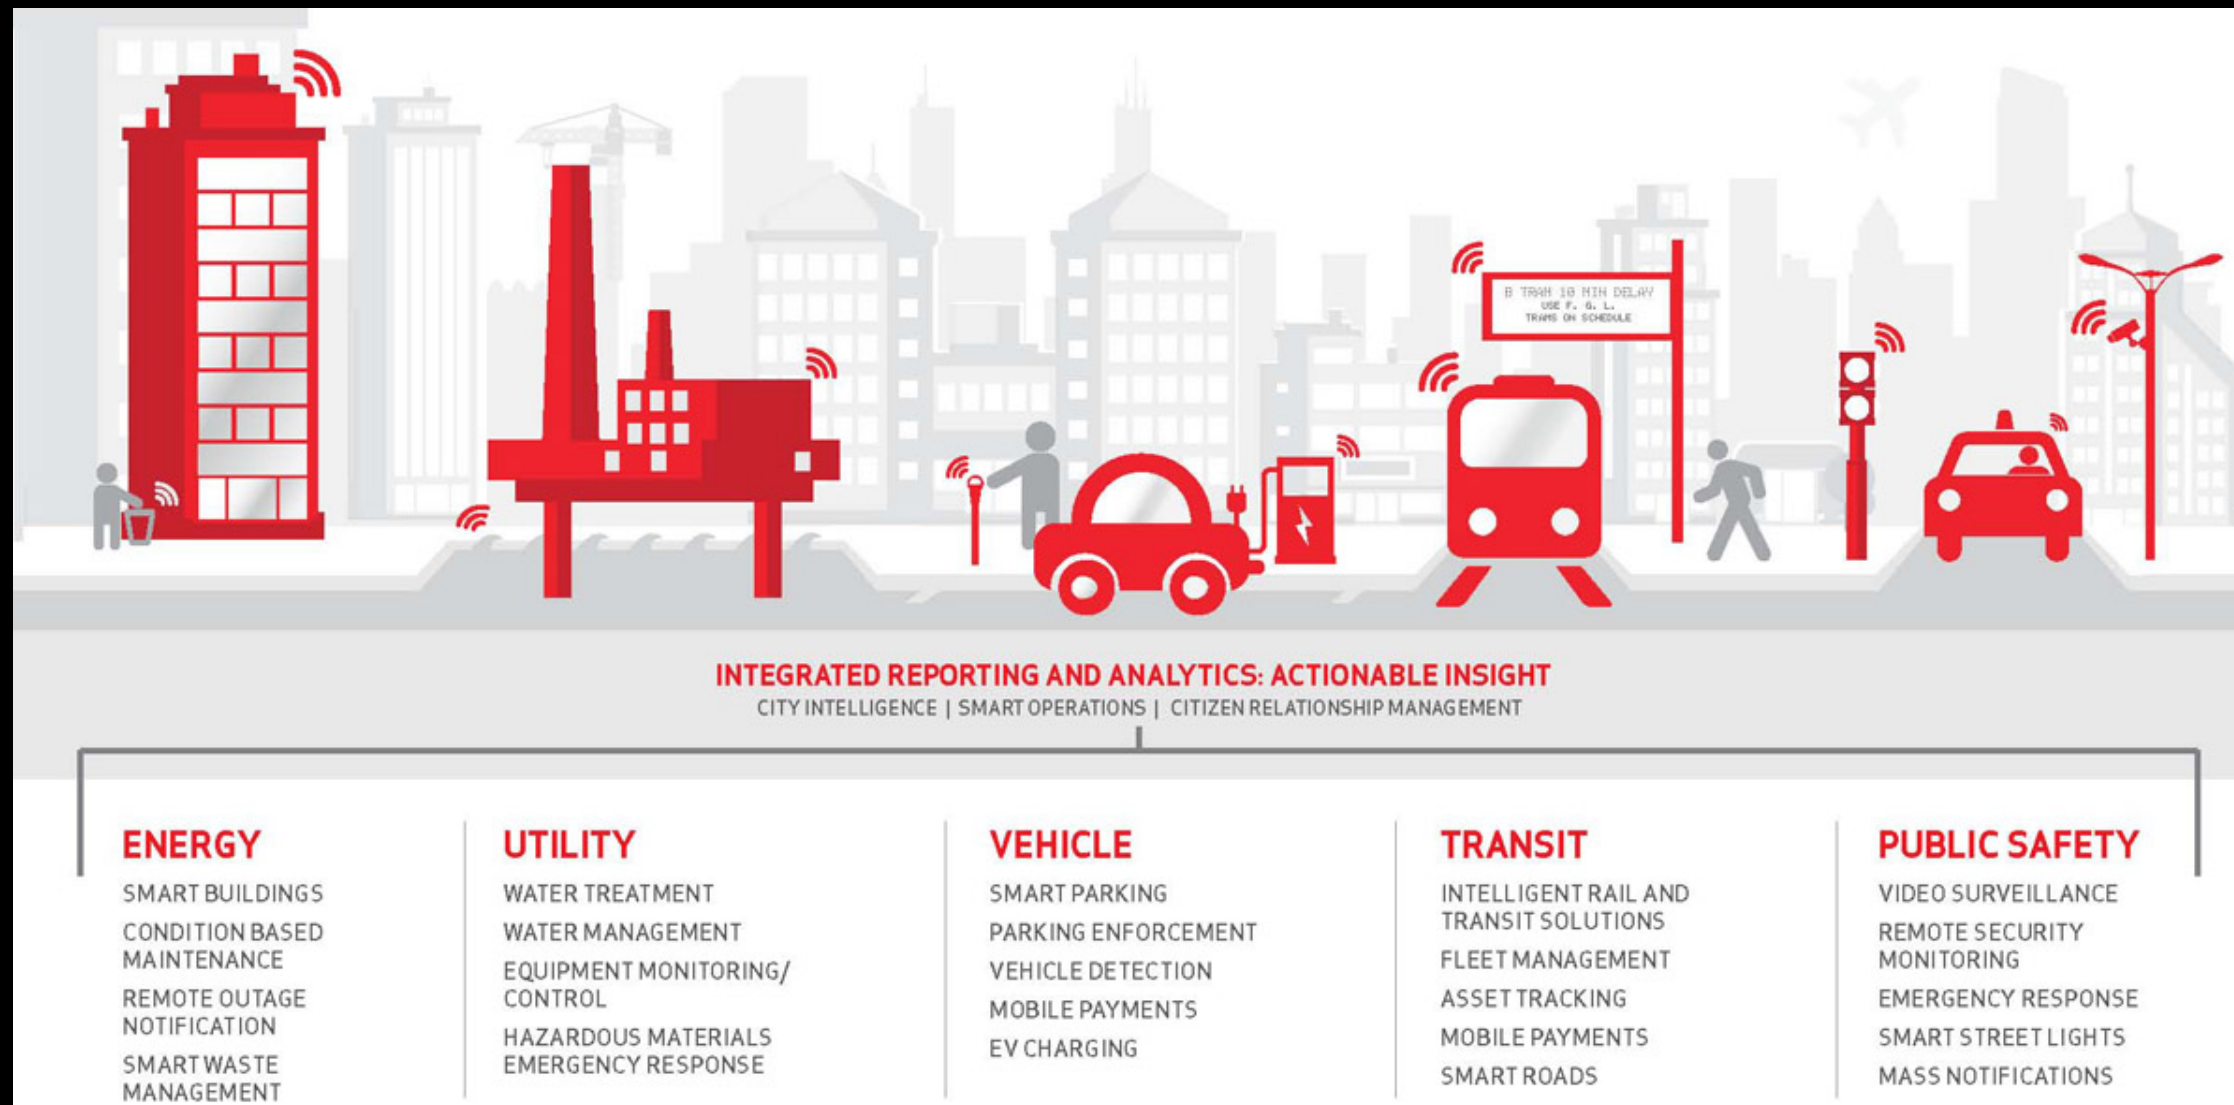 B TRAM 10 MIN DELAY
USE F. G. L.
TRAMS ON SCHEDULE
INTEGRATED REPORTING AND ANALYTICS: ACTIONABLE INSIGHT
CITY INTELLIGENCE | SMART OPERATIONS | CITIZEN RELATIONSHIP MANAGEMENT
ENERGY
SMART BUILDINGS
CONDITION BASED
MAINTENANCE
REMOTE OUTAGE
NOTIFICATION
SMART WASTE
MANAGEMENT
UTILITY
WATER TREATMENT
WATER MANAGEMENT
EQUIPMENT MONITORING/
CONTROL
HAZARDOUS MATERIALS
EMERGENCY RESPONSE
VEHICLE
SMART PARKING
PARKING ENFORCEMENT
VEHICLE DETECTION
MOBILE PAYMENTS
EV CHARGING
TRANSIT
INTELLIGENT RAIL AND
TRANSIT SOLUTIONS
FLEET MANAGEMENT
ASSET TRACKING
MOBILE PAYMENTS
SMART ROADS
PUBLIC SAFETY
VIDEO SURVEILLANCE
REMOTE SECURITY
MONITORING
EMERGENCY RESPONSE
SMART STREET LIGHTS
MASS NOTIFICATIONS